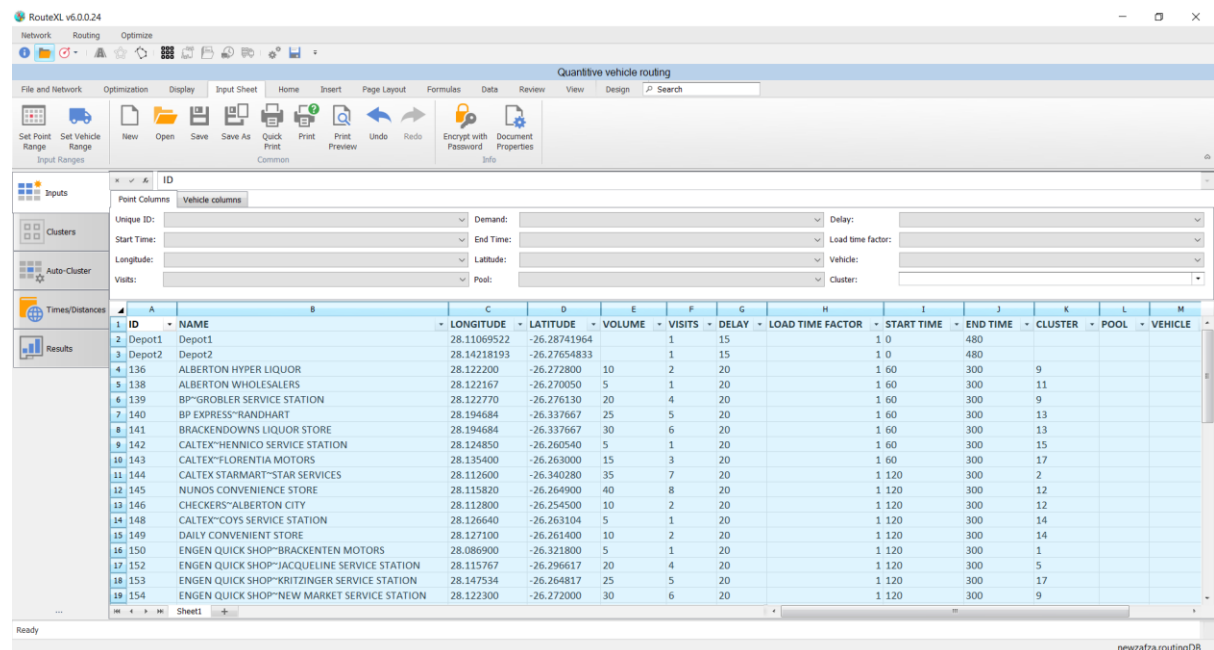 RouteXL v6.0.0.24
Network Routing Optimize
Quantitive vehicle routing
File and Network Optimization Display Input Sheet Home Insert Page Layout Formulas Data Review View Design Search
Set Point Range Set Vehicle Range New Open Save Save As Quick Print Print Print Preview Undo Redo Encrypt with Password Document Properties
Input Ranges Common Info
Inputs
Clusters
Auto-Cluster
Times/Distances
Results
...
ID
Point Columns Vehicle columns
Unique ID: Demand: Delay:
Start Time: End Time: Load time factor:
Longitude: Latitude: Vehicle:
Visits: Pool: Cluster:
A B C D E F G H I J K L M
1 ID NAME LONGITUDE LATITUDE VOLUME VISITS DELAY LOAD TIME FACTOR START TIME END TIME CLUSTER POOL VEHICLE
2 Depot1 Depot1 28.11069522 -26.28741964 1 15 1 0 480
3 Depot2 Depot2 28.14218193 -26.27654833 1 15 1 0 480
4 136 ALBERTON HYPER LIQUOR 28.122200 -26.272800 10 2 20 1 60 300 9
5 138 ALBERTON WHOLESALERS 28.122167 -26.270050 5 1 20 1 60 300 11
6 139 BP~GROBLER SERVICE STATION 28.122770 -26.276130 20 4 20 1 60 300 9
7 140 BP EXPRESS~RANDHART 28.194684 -26.337667 25 5 20 1 60 300 13
8 141 BRACKENDOWNS LIQUOR STORE 28.194684 -26.337667 30 6 20 1 60 300 13
9 142 CALTEX~HENNICO SERVICE STATION 28.124850 -26.260540 5 1 20 1 60 300 15
10 143 CALTEX~FLORENTIA MOTORS 28.135400 -26.263000 15 3 20 1 60 300 17
11 144 CALTEX STARMART~STAR SERVICES 28.112600 -26.340280 35 7 20 1 120 300 2
12 145 NUNOS CONVENIENCE STORE 28.115820 -26.264900 40 8 20 1 120 300 12
13 146 CHECKERS~ALBERTON CITY 28.112800 -26.254500 10 2 20 1 120 300 12
14 148 CALTEX~COYS SERVICE STATION 28.126640 -26.263104 5 1 20 1 120 300 14
15 149 DAILY CONVENIENT STORE 28.127100 -26.261400 10 2 20 1 120 300 14
16 150 ENGEN QUICK SHOP~BRACKENTEN MOTORS 28.086900 -26.321800 5 1 20 1 120 300 1
17 152 ENGEN QUICK SHOP~JACQUELINE SERVICE STATION 28.115767 -26.296617 20 4 20 1 120 300 5
18 153 ENGEN QUICK SHOP~KRITZINGER SERVICE STATION 28.147534 -26.264817 25 5 20 1 120 300 17
19 154 ENGEN QUICK SHOP~NEW MARKET SERVICE STATION 28.122300 -26.272000 30 6 20 1 120 300 9
Sheet1
Ready
newzafza.routingDB